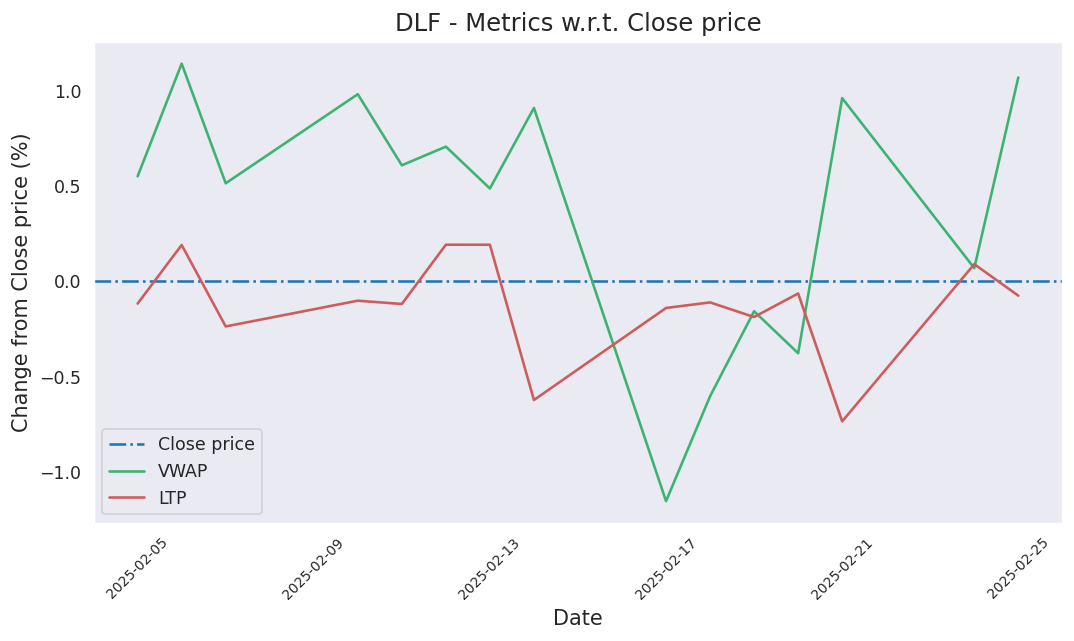 DLF - Metrics w.r.t. Close price
Change from Close price (%)
1.0
0.5
0.0
−0.5
−1.0
Close price
VWAP
LTP
2025-02-05
2025-02-09
2025-02-13
2025-02-17
2025-02-21
2025-02-25
Date